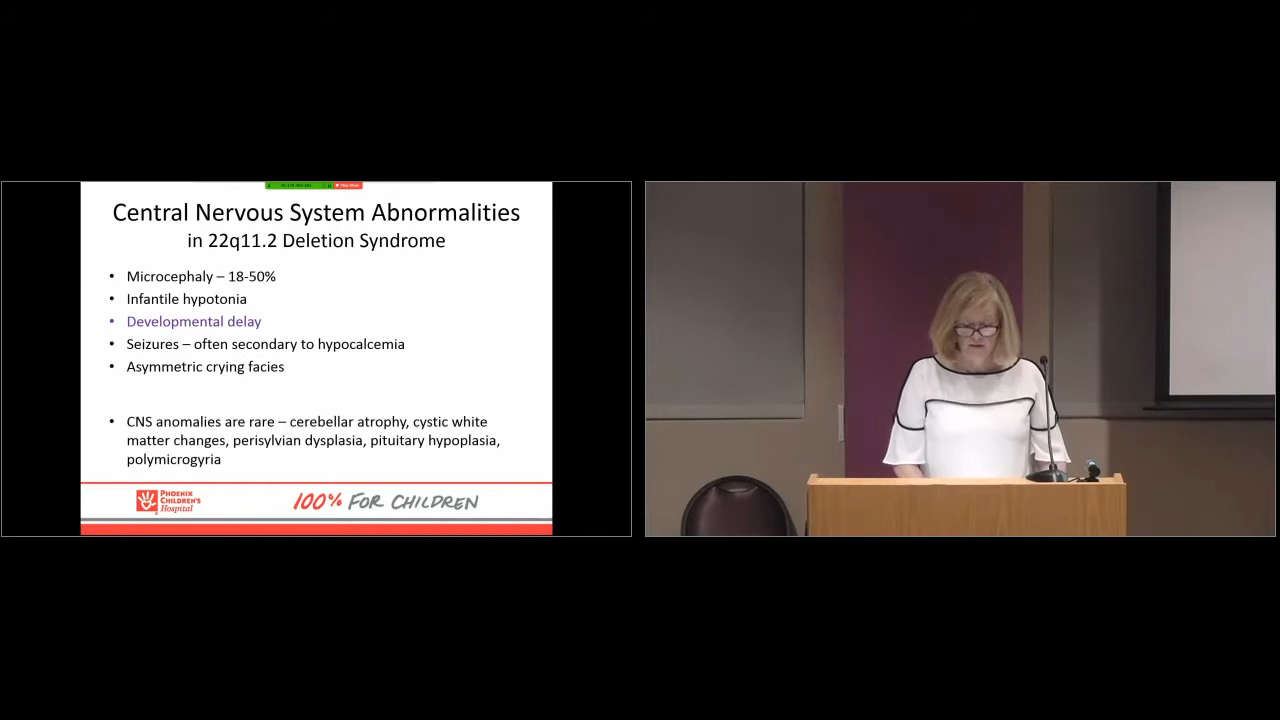 Central Nervous System Abnormalities
in 22q11.2 Deletion Syndrome
• Microcephaly – 18-50%
• Infantile hypotonia
• Developmental delay
• Seizures – often secondary to hypocalcemia
• Asymmetric crying facies
• CNS anomalies are rare – cerebellar atrophy, cystic white
matter changes, perisylvian dysplasia, pituitary hypoplasia,
polymicrogyria
PHOENIX
CHILDREN'S
Hospital
100% FOR CHILDREN